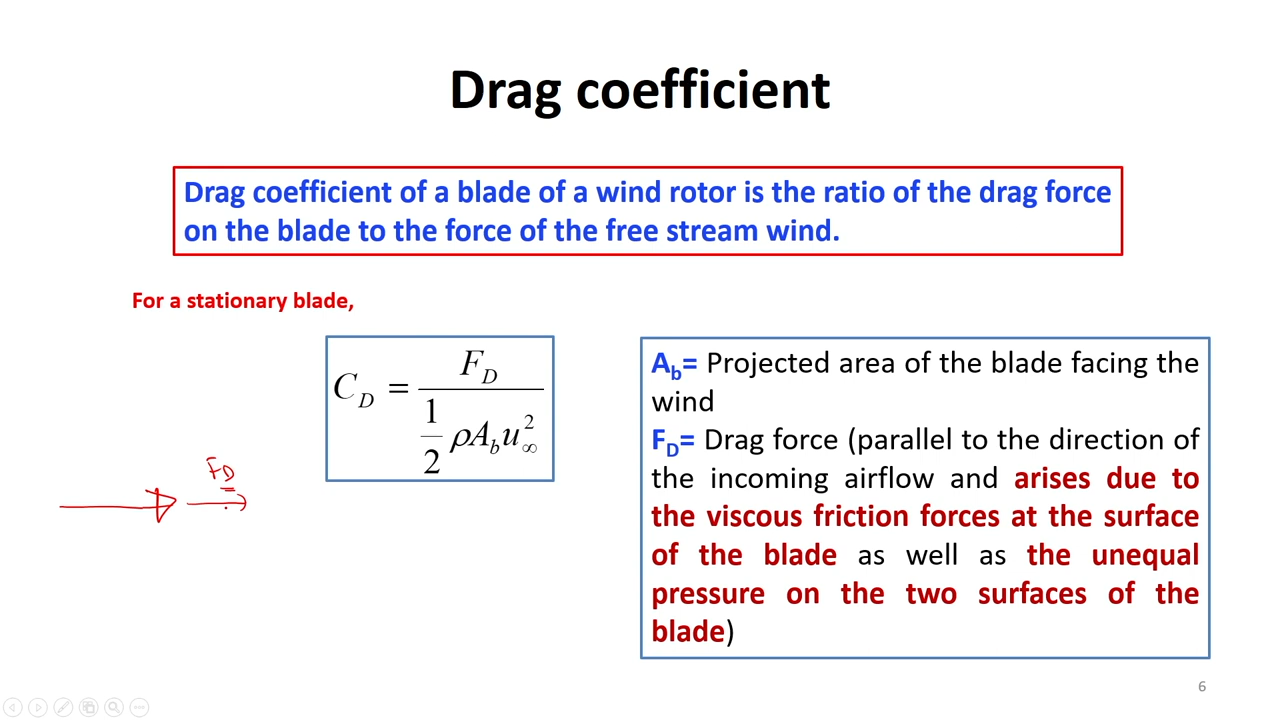 Drag coefficient
Drag coefficient of a blade of a wind rotor is the ratio of the drag force
on the blade to the force of the free stream wind.
For a stationary blade,
C_D = F_D / (1/2 ρA_b u_∞^2)
F_D
A_b= Projected area of the blade facing the
wind
F_D= Drag force (parallel to the direction of
the incoming airflow and arises due to
the viscous friction forces at the surface
of the blade as well as the unequal
pressure on the two surfaces of the
blade)
6